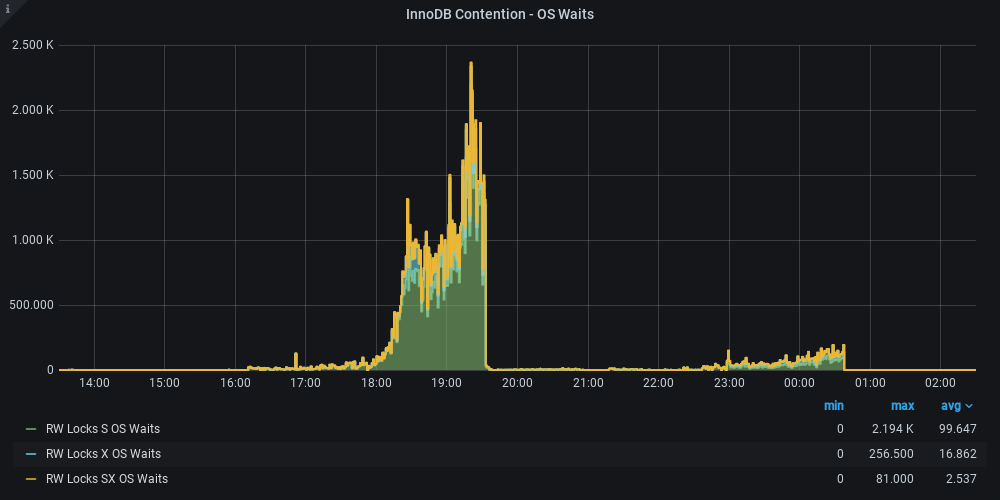 i
InnoDB Contention - OS Waits
2.500 K
2.000 K
1.500 K
1.000 K
500.000
0
14:00 15:00 16:00 17:00 18:00 19:00 20:00 21:00 22:00 23:00 00:00 01:00 02:00
min max avg
RW Locks S OS Waits 0 2.194 K 99.647
RW Locks X OS Waits 0 256.500 16.862
RW Locks SX OS Waits 0 81.000 2.537